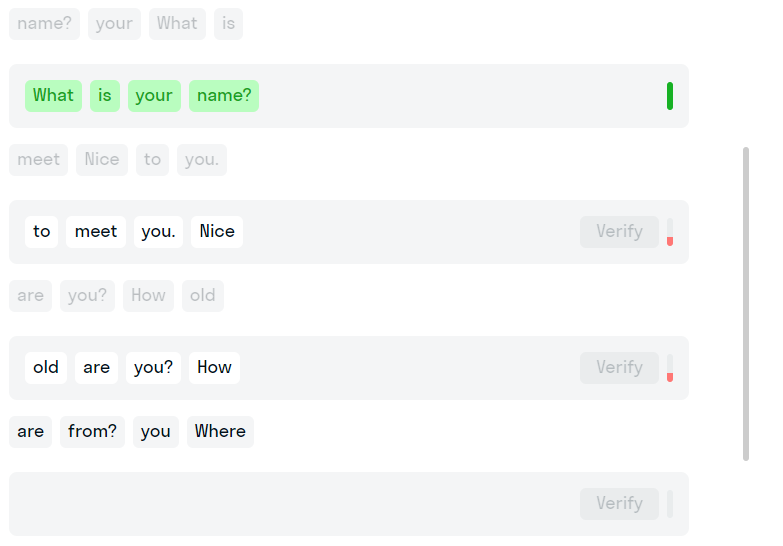 name? your What is
What is your name?
meet Nice to you.
to meet you. Nice Verify
are you? How old
old are you? How Verify
are from? you Where
Verify